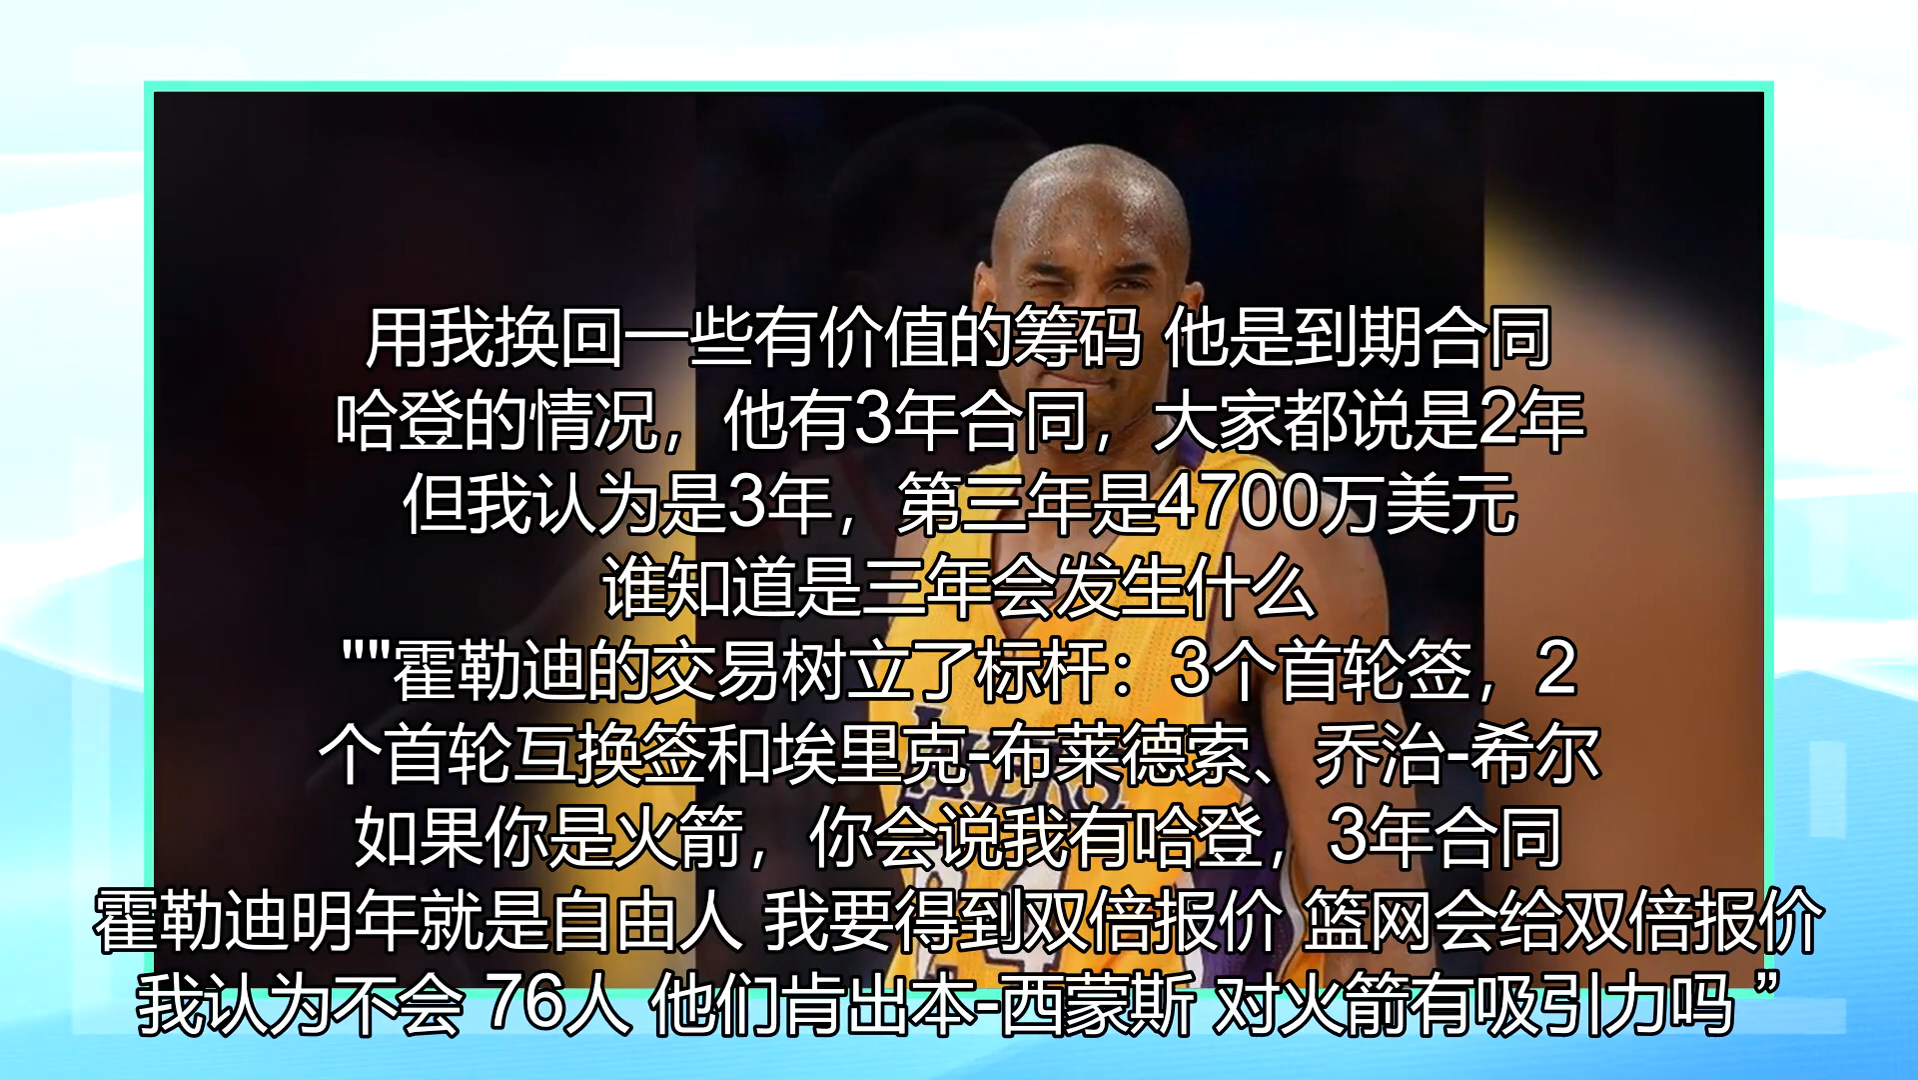 用我换回一些有价值的筹码 他是到期合同
哈登的情况，他有3年合同，大家都说是2年
但我认为是3年，第三年是4700万美元
谁知道是三年会发生什么
""霍勒迪的交易树立了标杆：3个首轮签，2
个首轮互换签和埃里克-布莱德索、乔治-希尔
如果你是火箭，你会说我有哈登，3年合同
霍勒迪明年就是自由人 我要得到双倍报价 篮网会给双倍报价
我认为不会 76人 他们肯出本-西蒙斯 对火箭有吸引力吗 ”
LAKERS
24